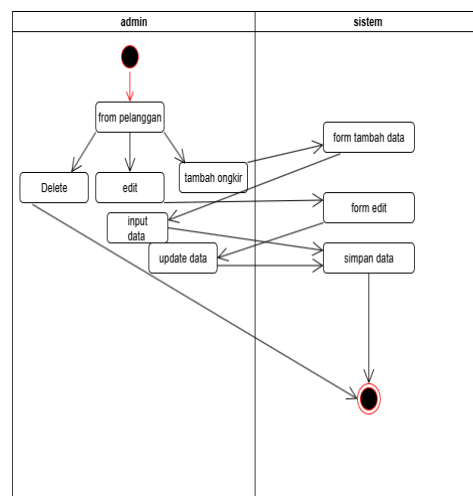 admin
sistem
from pelanggan
form tambah data
tambah ongkir
Delete
edit
form edit
input
data
update data
simpan data